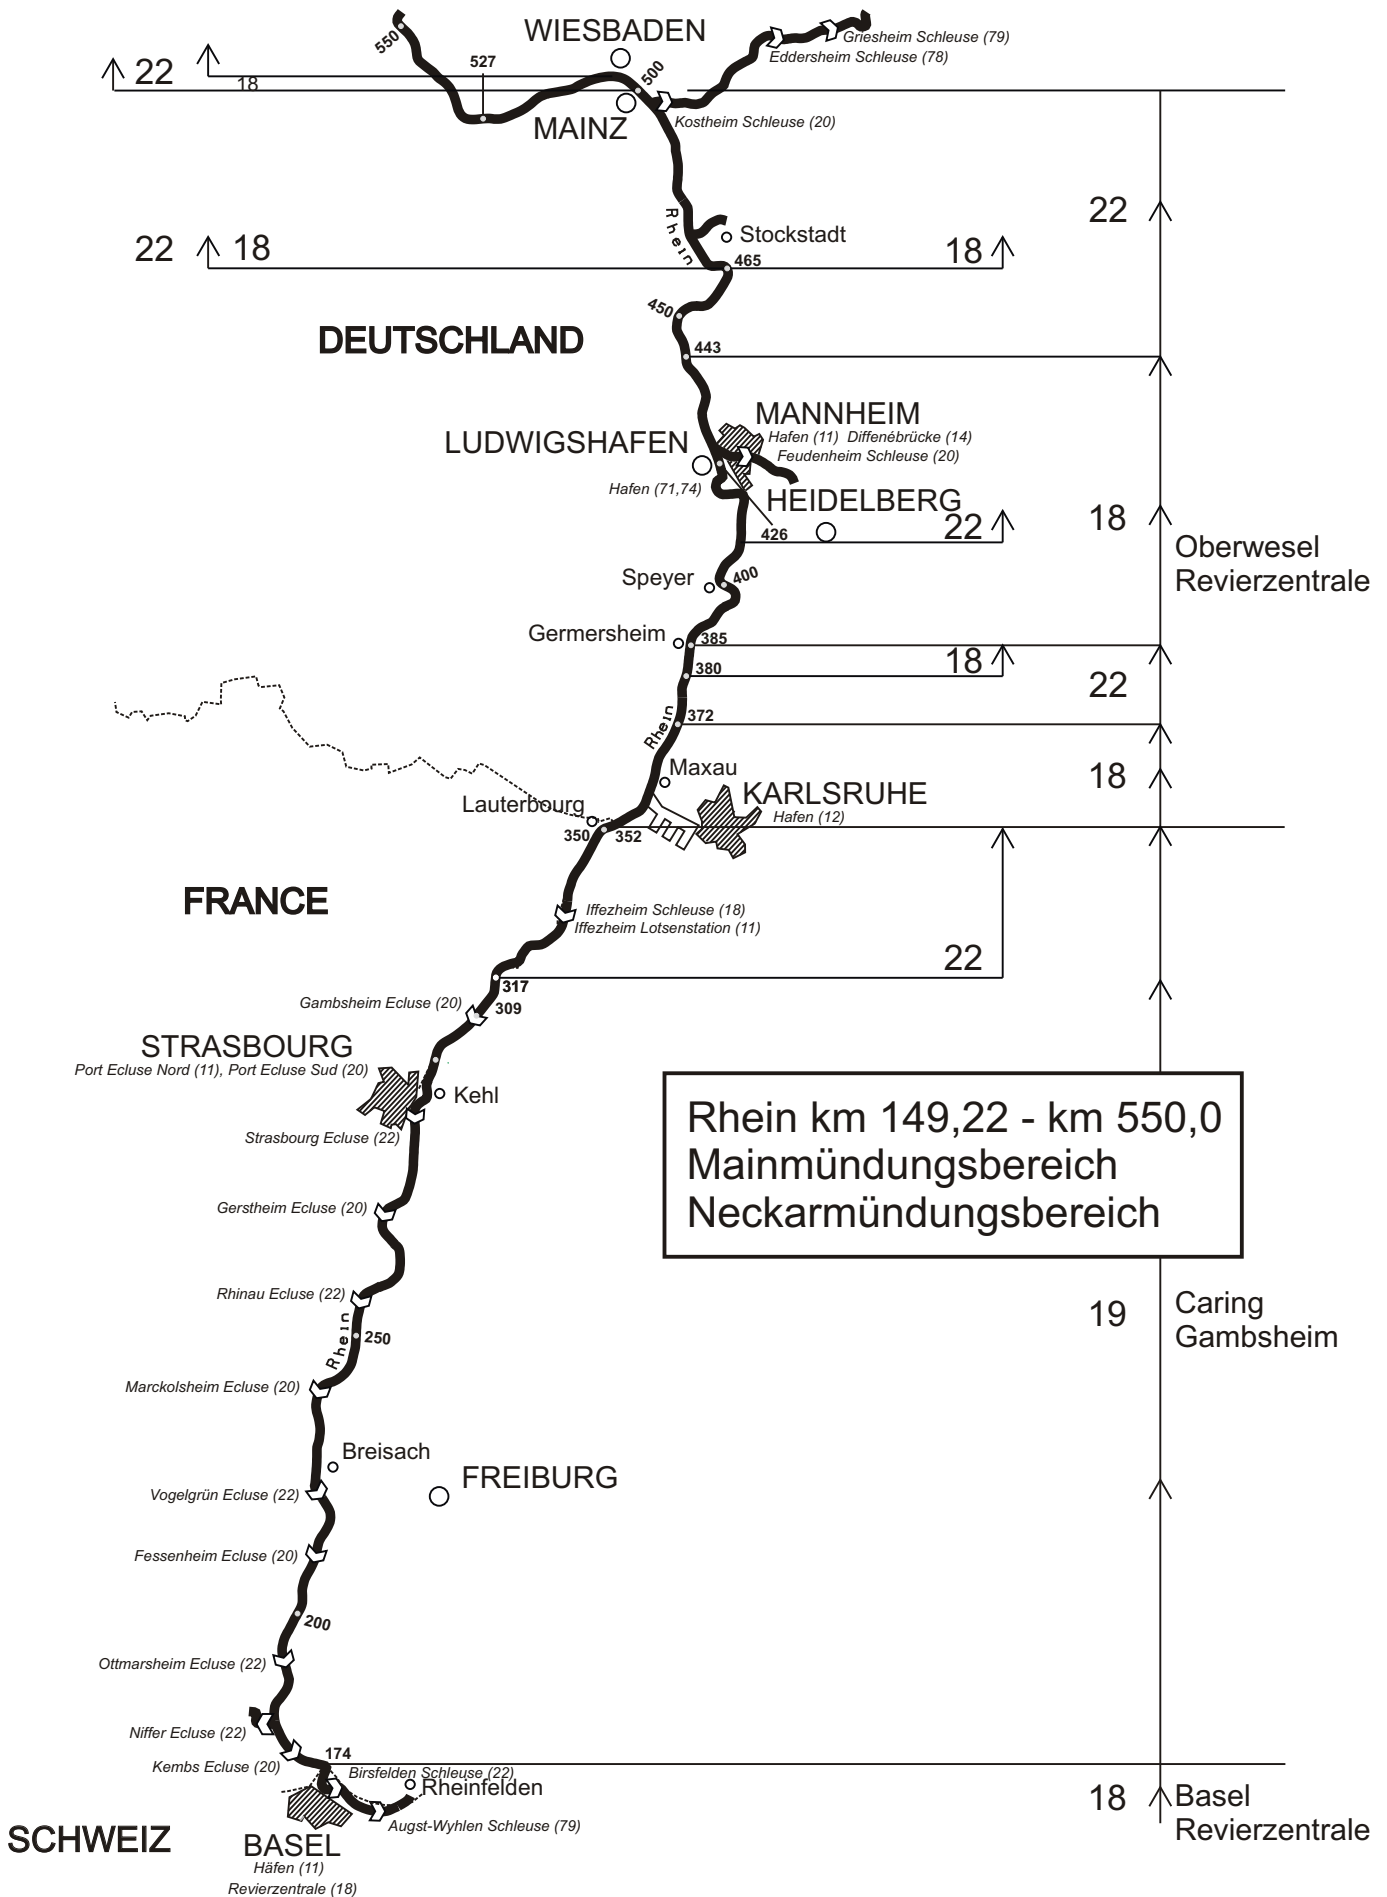 WIESBADEN
550
527
500
Griesheim Schleuse (79)
Eddersheim Schleuse (78)
22
18
MAINZ
Kostheim Schleuse (20)
Rhein
22
Stockstadt
22
18
18
465
450
DEUTSCHLAND
443
MANNHEIM
Hafen (11) Diffenébrücke (14)
Feudenheim Schleuse (20)
LUDWIGSHAFEN
Hafen (71,74)
HEIDELBERG
426
22
18
Oberwesel
Revierzentrale
Speyer
400
Germersheim
385
18
380
22
372
Rhein
Maxau
18
KARLSRUHE
Hafen (12)
Lauterbourg
350
352
FRANCE
Iffezheim Schleuse (18)
Iffezheim Lotsenstation (11)
22
317
Gambsheim Ecluse (20)
309
STRASBOURG
Port Ecluse Nord (11), Port Ecluse Sud (20)
Kehl
Strasbourg Ecluse (22)
Rhein km 149,22 - km 550,0
Mainmündungsbereich
Neckarmündungsbereich
Gerstheim Ecluse (20)
Rhinau Ecluse (22)
19
Caring
Gambsheim
Rhein
250
Marckolsheim Ecluse (20)
Breisach
FREIBURG
Vogelgrün Ecluse (22)
Fessenheim Ecluse (20)
200
Ottmarsheim Ecluse (22)
Niffer Ecluse (22)
Kembs Ecluse (20)
174
Birsfelden Schleuse (22)
Rheinfelden
18
Basel
Revierzentrale
Augst-Wyhlen Schleuse (79)
SCHWEIZ
BASEL
Häfen (11)
Revierzentrale (18)